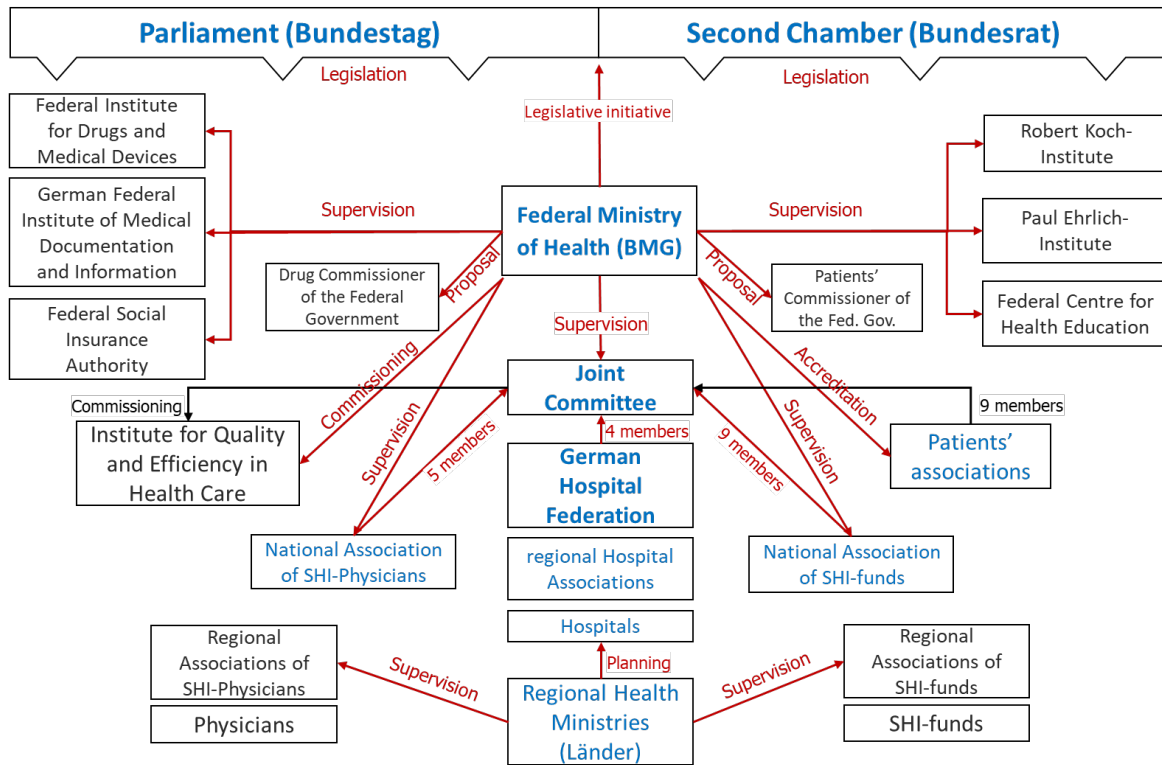 Parliament (Bundestag)
Second Chamber (Bundesrat)
Legislation
Legislation
Legislative initiative
Federal Institute
for Drugs and
Medical Devices
German Federal
Institute of Medical
Documentation
and Information
Federal Social
Insurance
Authority
Supervision
Federal Ministry
of Health (BMG)
Supervision
Robert Koch-
Institute
Paul Ehrlich-
Institute
Federal Centre for
Health Education
Drug Commissioner
of the Federal
Government
Proposal
Proposal
Patients’
Commissioner of
the Fed. Gov.
Supervision
Commissioning
Supervision
Accreditation
Supervision
Joint
Committee
Commissioning
Institute for Quality
and Efficiency in
Health Care
5 members
4 members
9 members
9 members
Patients’
associations
German
Hospital
Federation
National Association
of SHI-Physicians
regional Hospital
Associations
National Association
of SHI-funds
Hospitals
Planning
Regional
Associations of
SHI-Physicians
Physicians
Supervision
Regional Health
Ministries
(Länder)
Supervision
Regional
Associations of
SHI-funds
SHI-funds